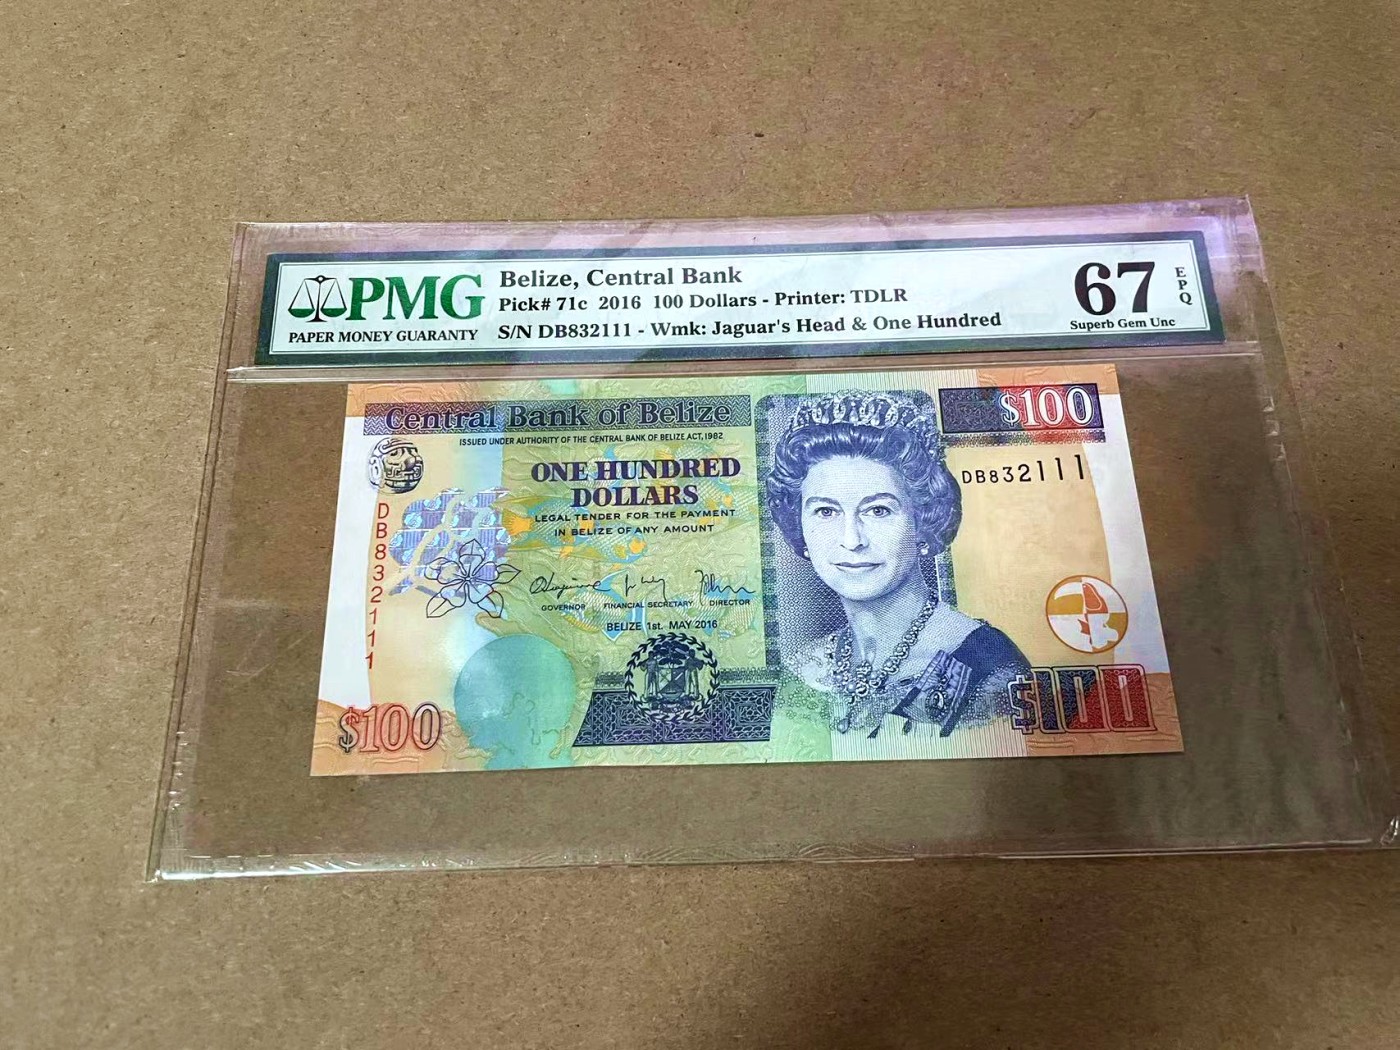 PMG
PAPER MONEY GUARANTY
Belize, Central Bank
Pick# 71c 2016 100 Dollars - Printer: TDLR
S/N DB832111 - Wmk: Jaguar's Head & One Hundred
67
EPQ
Superb Gem Unc
Central Bank of Belize
$100
ISSUED UNDER AUTHORITY OF THE CENTRAL BANK OF BELIZE ACT, 1982
ONE HUNDRED
DOLLARS
LEGAL TENDER FOR THE PAYMENT
IN BELIZE OF ANY AMOUNT
DB832111
DB832111
GOVERNOR FINANCIAL SECRETARY DIRECTOR
BELIZE 1st. MAY 2016
$100
$100